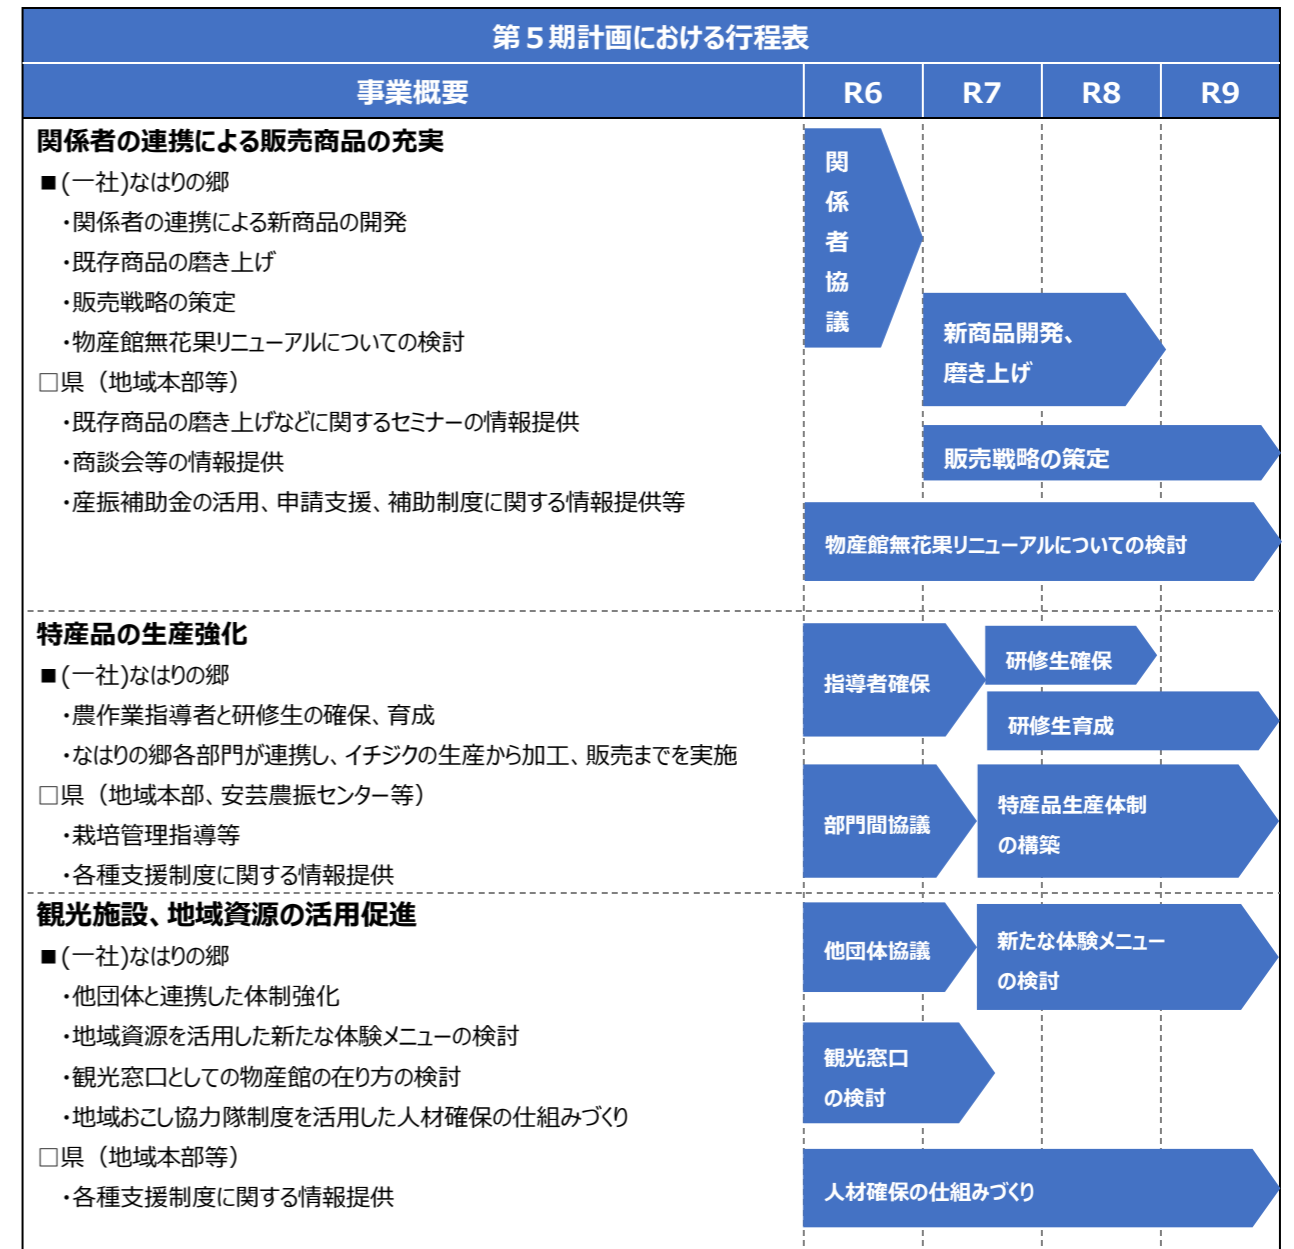 第５期計画における行程表
事業概要
R6
R7
R8
R9
関係者の連携による販売商品の充実
■(一社)なはりの郷
・関係者の連携による新商品の開発
・既存商品の磨き上げ
・販売戦略の策定
・物産館無花果リニューアルについての検討
□県（地域本部等）
・既存商品の磨き上げなどに関するセミナーの情報提供
・商談会等の情報提供
・産振補助金の活用、申請支援、補助制度に関する情報提供等
関係者協議
新商品開発、
磨き上げ
販売戦略の策定
物産館無花果リニューアルについての検討
特産品の生産強化
■(一社)なはりの郷
・農作業指導者と研修生の確保、育成
・なはりの郷各部門が連携し、イチジクの生産から加工、販売までを実施
□県（地域本部、安芸農振センター等）
・栽培管理指導等
・各種支援制度に関する情報提供
指導者確保
研修生確保
研修生育成
部門間協議
特産品生産体制
の構築
観光施設、地域資源の活用促進
■(一社)なはりの郷
・他団体と連携した体制強化
・地域資源を活用した新たな体験メニューの検討
・観光窓口としての物産館の在り方の検討
・地域おこし協力隊制度を活用した人材確保の仕組みづくり
□県（地域本部等）
・各種支援制度に関する情報提供
他団体協議
新たな体験メニュー
の検討
観光窓口
の検討
人材確保の仕組みづくり